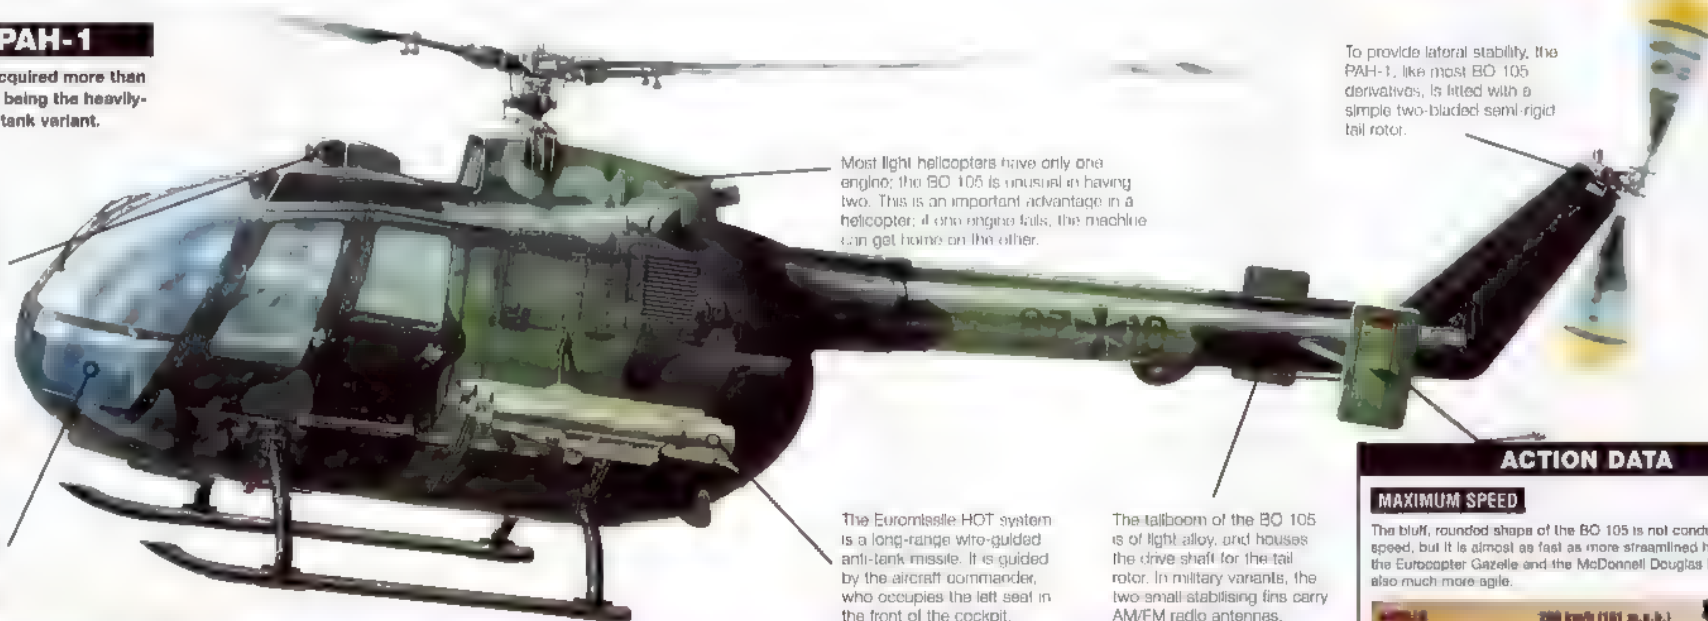 PAH-1
cquired more than
being the heavily-
tank variant.
To provide lateral stability, the
PAH-1, like most BO 105
derivatives, is fitted with a
simple two-bladed semi-rigid
tail rotor.
Most light helicopters have only one
engine; the BO 105 is unusual in having
two. This is an important advantage in a
helicopter; if one engine fails, the machine
can get home on the other.
The Euromissile HOT system
is a long-range wire-guided
anti-tank missile. It is guided
by the aircraft commander,
who occupies the left seat in
the front of the cockpit.
The tailboom of the BO 105
is of light alloy, and houses
the drive shaft for the tail
rotor. In military variants, the
two small stabilising fins carry
AM/FM radio antennas.
ACTION DATA
MAXIMUM SPEED
The bluff, rounded shape of the BO 105 is not condu
speed, but it is almost as fast as more streamlined h
the Eurocopter Gazelle and the McDonnell Douglas
also much more agile.